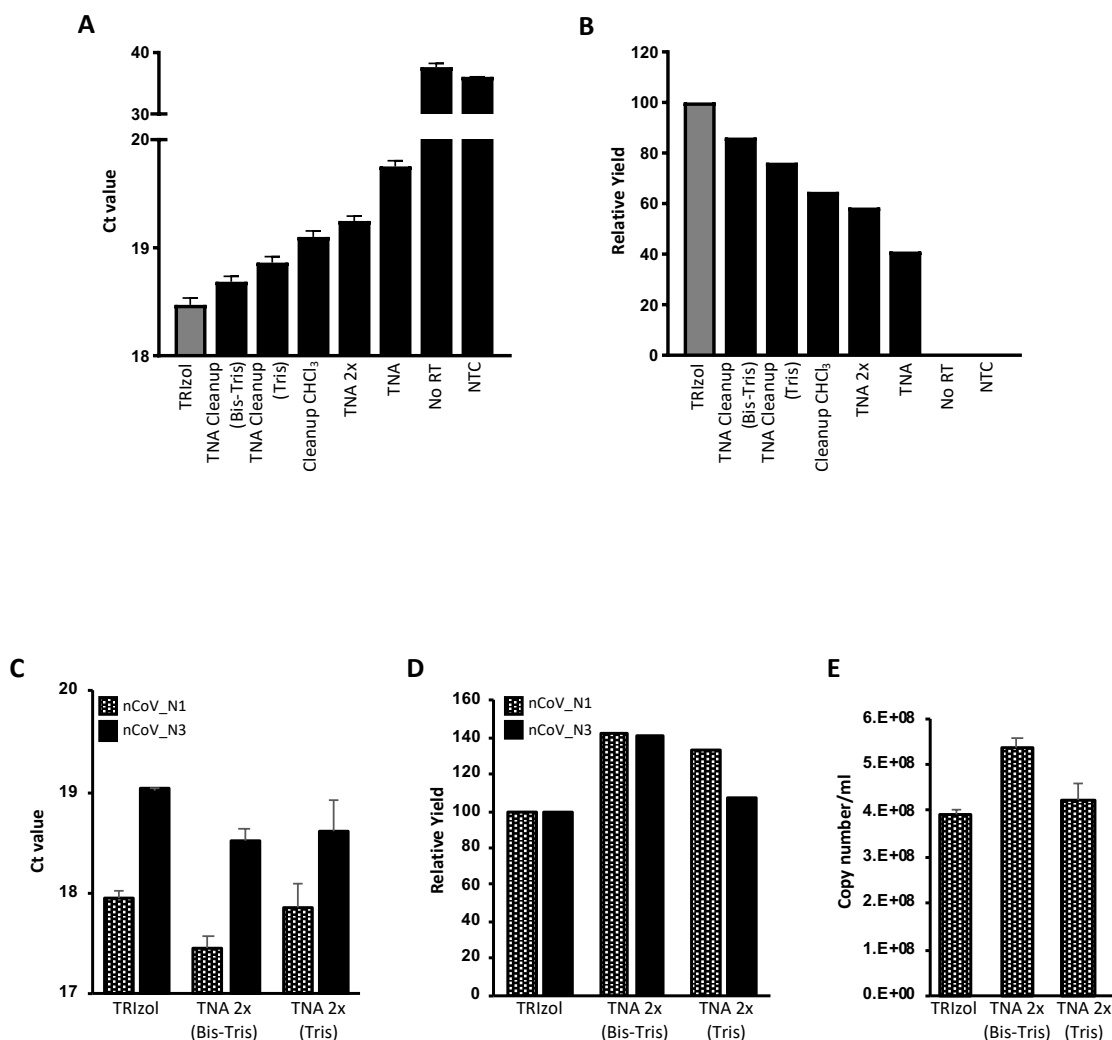 A
40
30
20
19
18
Ct value
TRIzol
TNA Cleanup
(Bis-Tris)
TNA Cleanup
(Tris)
Cleanup CHCl₃
TNA 2x
TNA
No RT
NTC
B
120
100
80
60
40
20
0
Relative Yield
TRIzol
TNA Cleanup
(Bis-Tris)
TNA Cleanup
(Tris)
Cleanup CHCl₃
TNA 2x
TNA
No RT
NTC
C
20
19
18
17
Ct value
nCoV_N1
nCoV_N3
TRIzol
TNA 2x
(Bis-Tris)
TNA 2x
(Tris)
D
160
140
120
100
80
60
40
20
0
Relative Yield
nCoV_N1
nCoV_N3
TRIzol
TNA 2x
(Bis-Tris)
TNA 2x
(Tris)
E
6.E+08
5.E+08
4.E+08
3.E+08
2.E+08
1.E+08
0.E+00
Copy number/ml
TRIzol
TNA 2x
(Bis-Tris)
TNA 2x
(Tris)